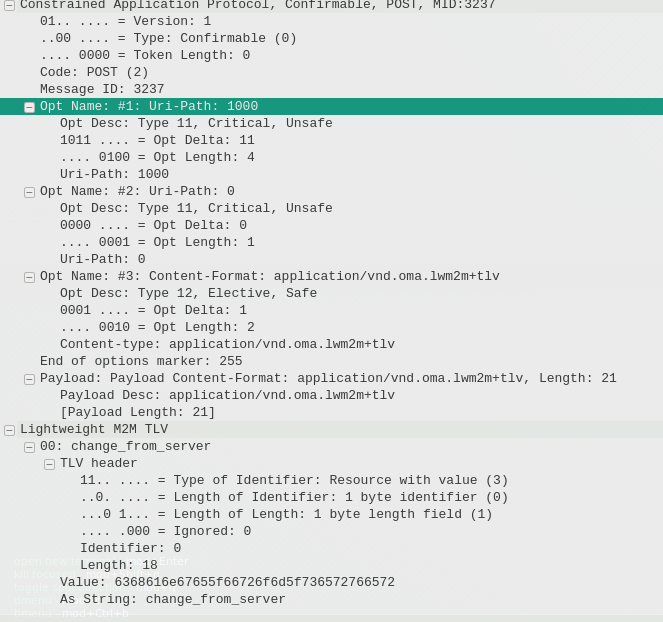 Constrained Application Protocol, Confirmable, POST, MID:3237
01.. .... = Version: 1
..00 .... = Type: Confirmable (0)
.... 0000 = Token Length: 0
Code: POST (2)
Message ID: 3237
Opt Name: #1: Uri-Path: 1000
Opt Desc: Type 11, Critical, Unsafe
1011 .... = Opt Delta: 11
.... 0100 = Opt Length: 4
Uri-Path: 1000
Opt Name: #2: Uri-Path: 0
Opt Desc: Type 11, Critical, Unsafe
0000 .... = Opt Delta: 0
.... 0001 = Opt Length: 1
Uri-Path: 0
Opt Name: #3: Content-Format: application/vnd.oma.lwm2m+tlv
Opt Desc: Type 12, Elective, Safe
0001 .... = Opt Delta: 1
.... 0010 = Opt Length: 2
Content-type: application/vnd.oma.lwm2m+tlv
End of options marker: 255
Payload: Payload Content-Format: application/vnd.oma.lwm2m+tlv, Length: 21
Payload Desc: application/vnd.oma.lwm2m+tlv
[Payload Length: 21]
Lightweight M2M TLV
00: change_from_server
TLV header
11.. .... = Type of Identifier: Resource with value (3)
..0. .... = Length of Identifier: 1 byte identifier (0)
...0 1... = Length of Length: 1 byte length field (1)
.... .000 = Ignored: 0
Identifier: 0
Length: 18
Value: 6368616e67655f66726f6d5f736572766572
As String: change_from_server